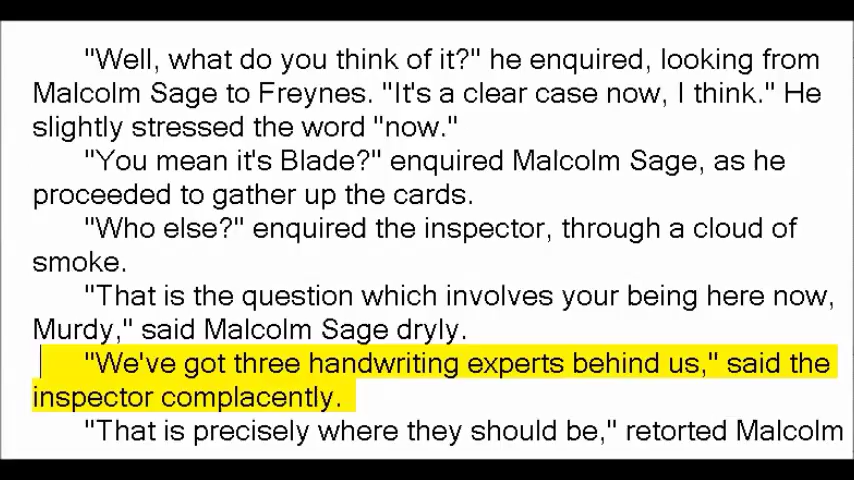 "Well, what do you think of it?" he enquired, looking from
Malcolm Sage to Freynes. "It's a clear case now, I think." He
slightly stressed the word "now."
"You mean it's Blade?" enquired Malcolm Sage, as he
proceeded to gather up the cards.
"Who else?" enquired the inspector, through a cloud of
smoke.
"That is the question which involves your being here now,
Murdy," said Malcolm Sage dryly.
"We've got three handwriting experts behind us," said the
inspector complacently.
"That is precisely where they should be," retorted Malcolm